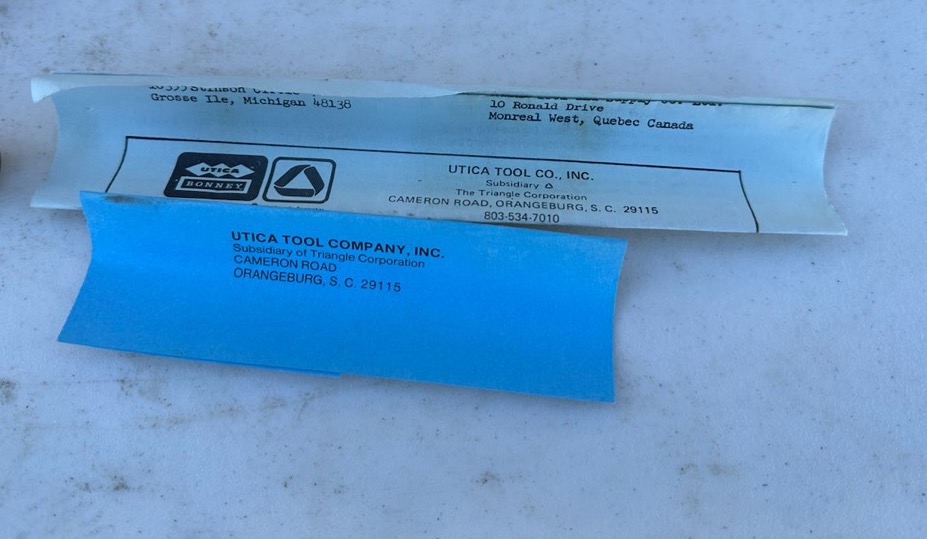 Grosse Ile, Michigan 48138
10 Ronald Drive
Monreal West, Quebec Canada
UTICA
BONNEY
UTICA TOOL CO., INC.
Subsidiary
The Triangle Corporation
CAMERON ROAD, ORANGEBURG, S. C. 29115
803-534-7010
UTICA TOOL COMPANY, INC.
Subsidiary of Triangle Corporation
CAMERON ROAD
ORANGEBURG, S. C. 29115